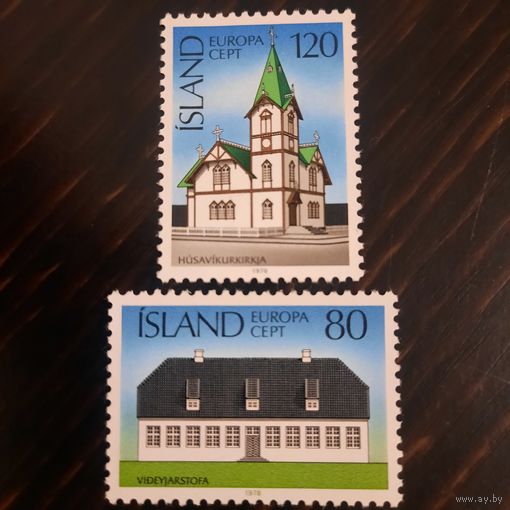 ÍSLAND
EUROPA
CEPT
120
HÚSAVÍKURKIRKJA
1978
ÍSLAND
EUROPA
CEPT
80
VIÐEYJARSTOFA
1978
www.ay.by